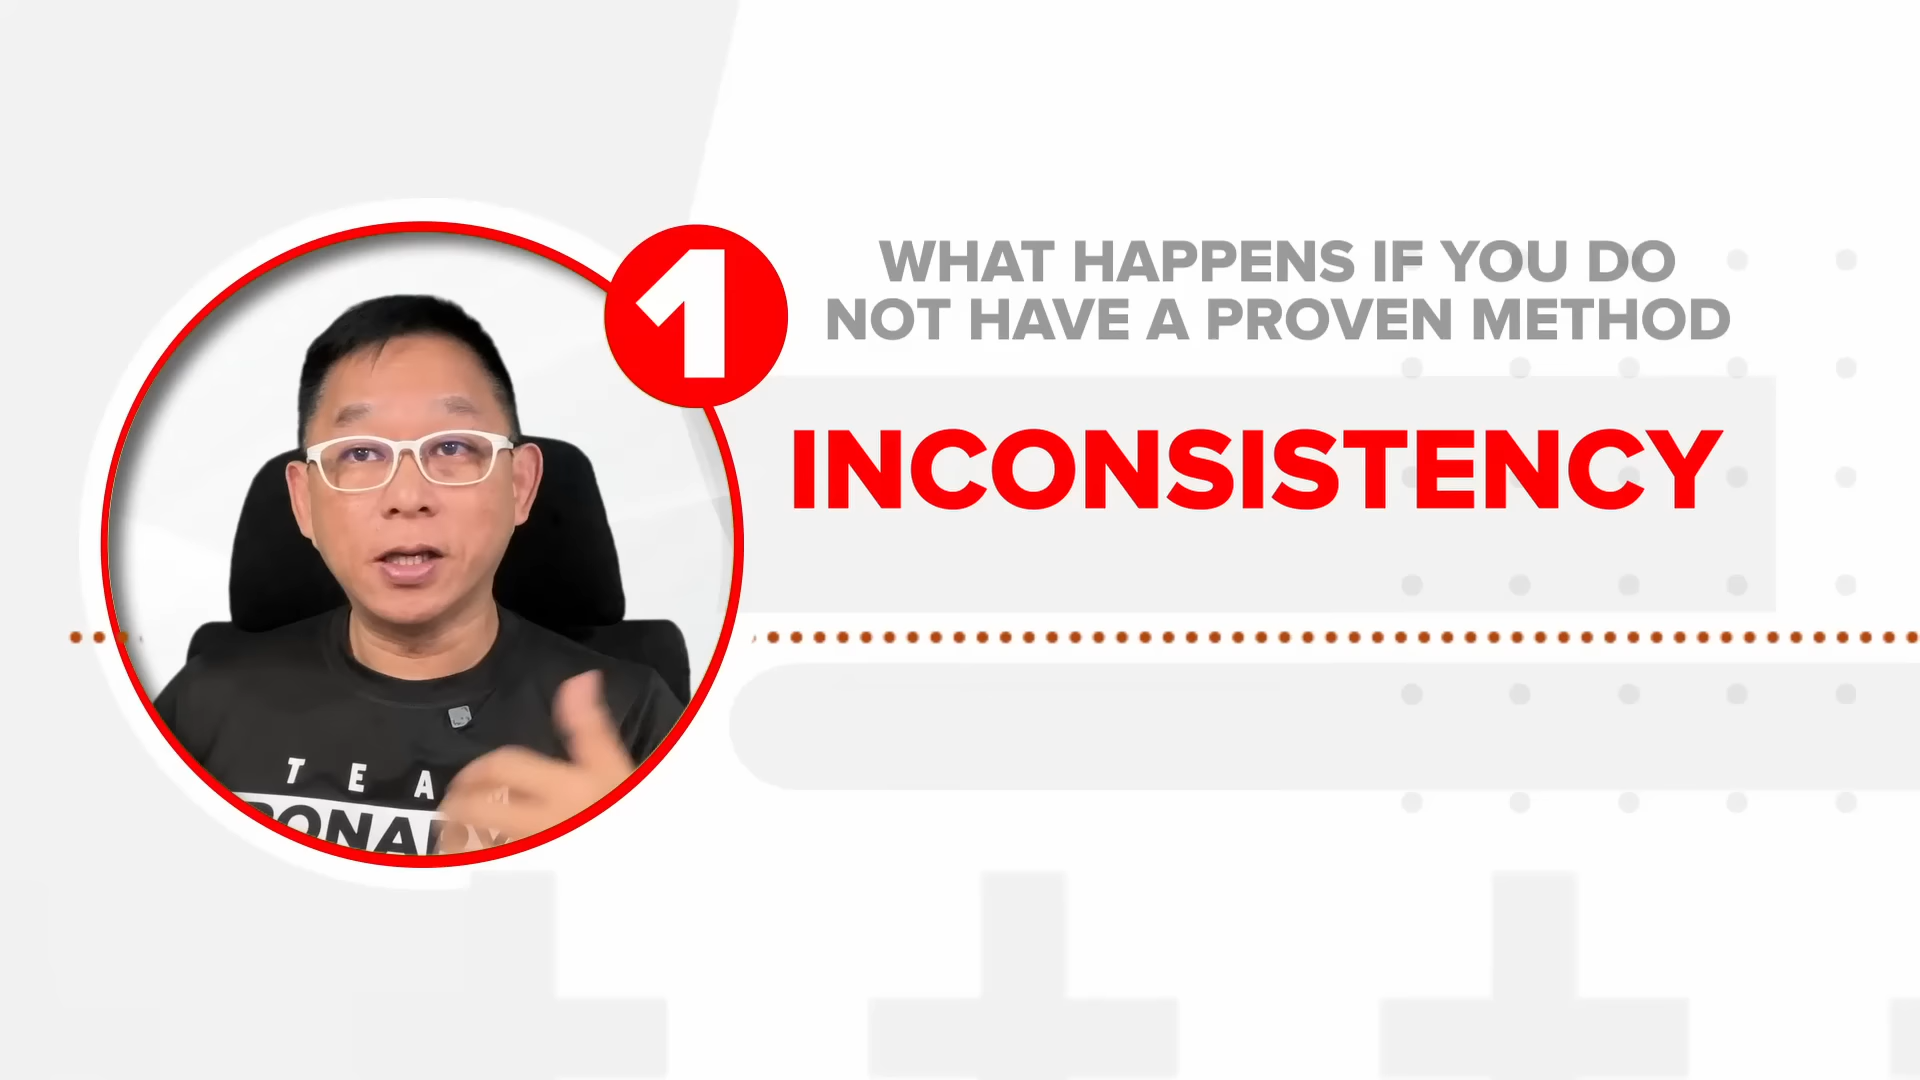 1
WHAT HAPPENS IF YOU DO
NOT HAVE A PROVEN METHOD
INCONSISTENCY